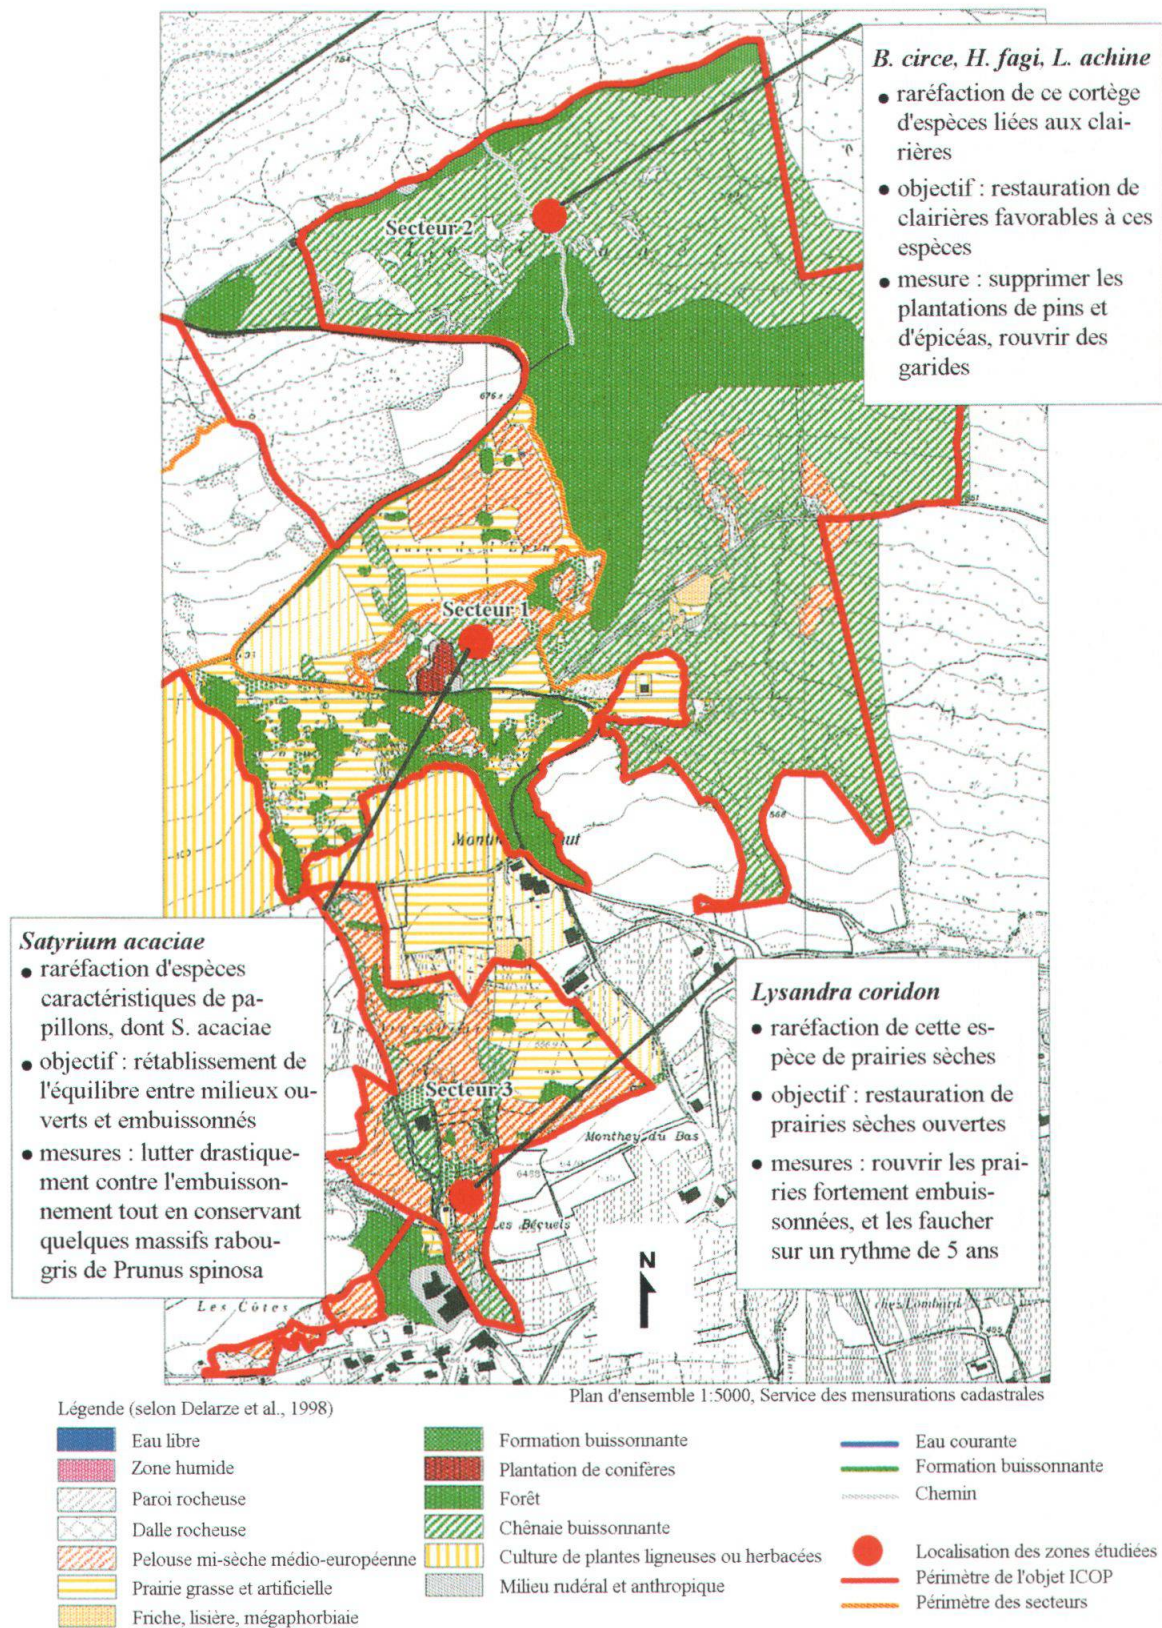 B. circe, H. fagi, L. achine
• raréfaction de ce cortège
d'espèces liées aux clai-
rières
• objectif : restauration de
clairières favorables à ces
espèces
• mesure : supprimer les
plantations de pins et
d'épicéas, rouvrir des
garides
764
Secteur 2
676.
Secteur 1
568
Satyrium acaciae
• raréfaction d'espèces
caractéristiques de pa-
pillons, dont S. acaciae
• objectif : rétablissement de
l'équilibre entre milieux ou-
verts et embuissonnés
• mesures : lutter drastique-
ment contre l'embuisson-
nement tout en conservant
quelques massifs rabou-
gris de Prunus spinosa
Lysandra coridon
• raréfaction de cette es-
pèce de prairies sèches
• objectif : restauration de
prairies sèches ouvertes
• mesures : rouvrir les prai-
ries fortement embuis-
sonnées, et les faucher
sur un rythme de 5 ans
Secteur 3
Monthey du Bas
Les Bécuels
N
Les Côtes
chez Lombard
Plan d'ensemble 1:5000, Service des mensurations cadastrales
Légende (selon Delarze et al., 1998)
Eau libre
Zone humide
Paroi rocheuse
Dalle rocheuse
Pelouse mi-sèche médio-européenne
Prairie grasse et artificielle
Friche, lisière, mégaphorbiaie
Formation buissonnante
Plantation de conifères
Forêt
Chênaie buissonnante
Culture de plantes ligneuses ou herbacées
Milieu rudéral et anthropique
Eau courante
Formation buissonnante
Chemin
Localisation des zones étudiées
Périmètre de l'objet ICOP
Périmètre des secteurs